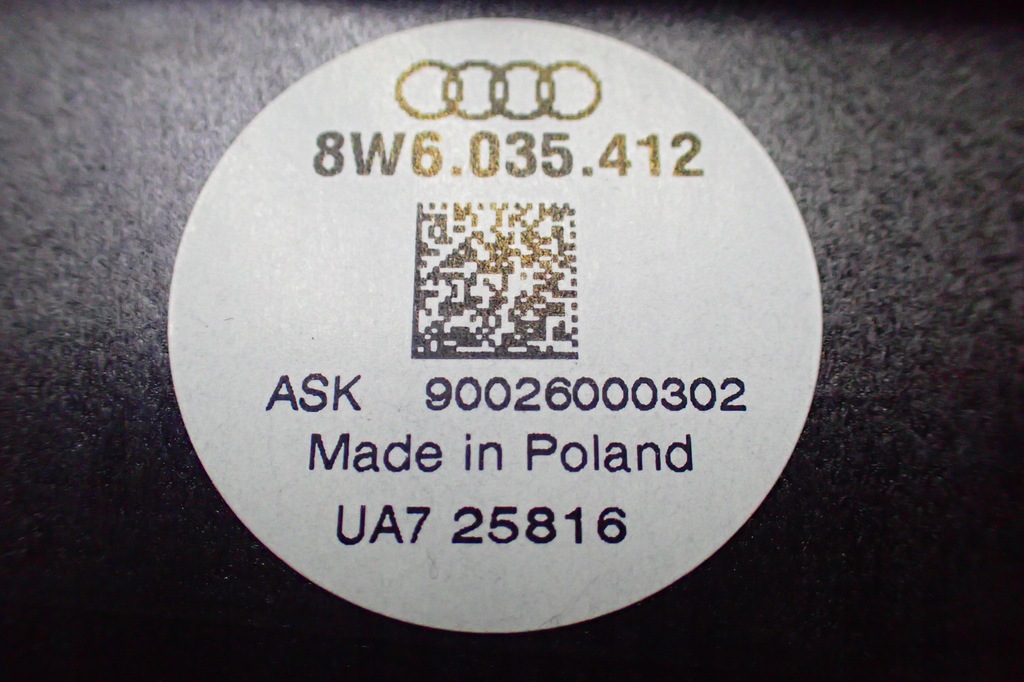 8W6.035.412
ASK 90026000302
Made in Poland
UA7 25816